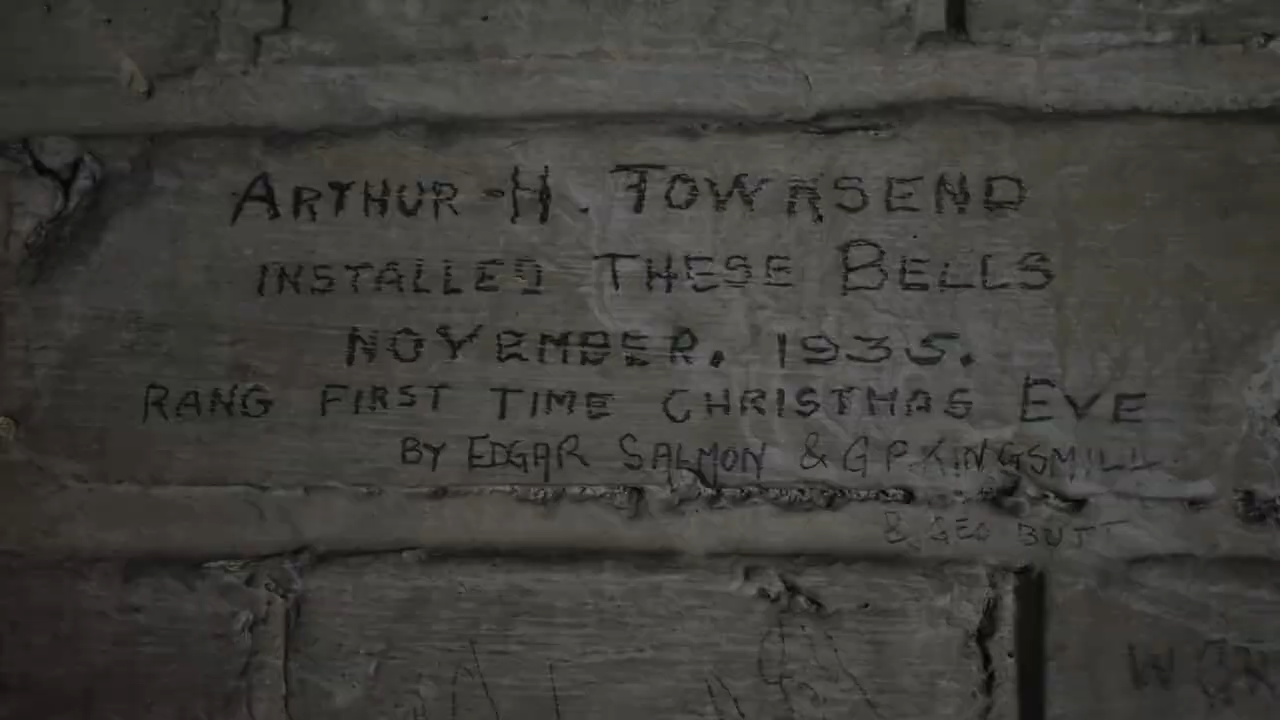 ARTHUR-H. TOWNSEND
INSTALLED THESE BELLS
NOVEMBER. 1935.
RANG FIRST TIME CHRISTMAS EVE
BY EDGAR SALMON & G P KINGSMILL
& GEO BUTT